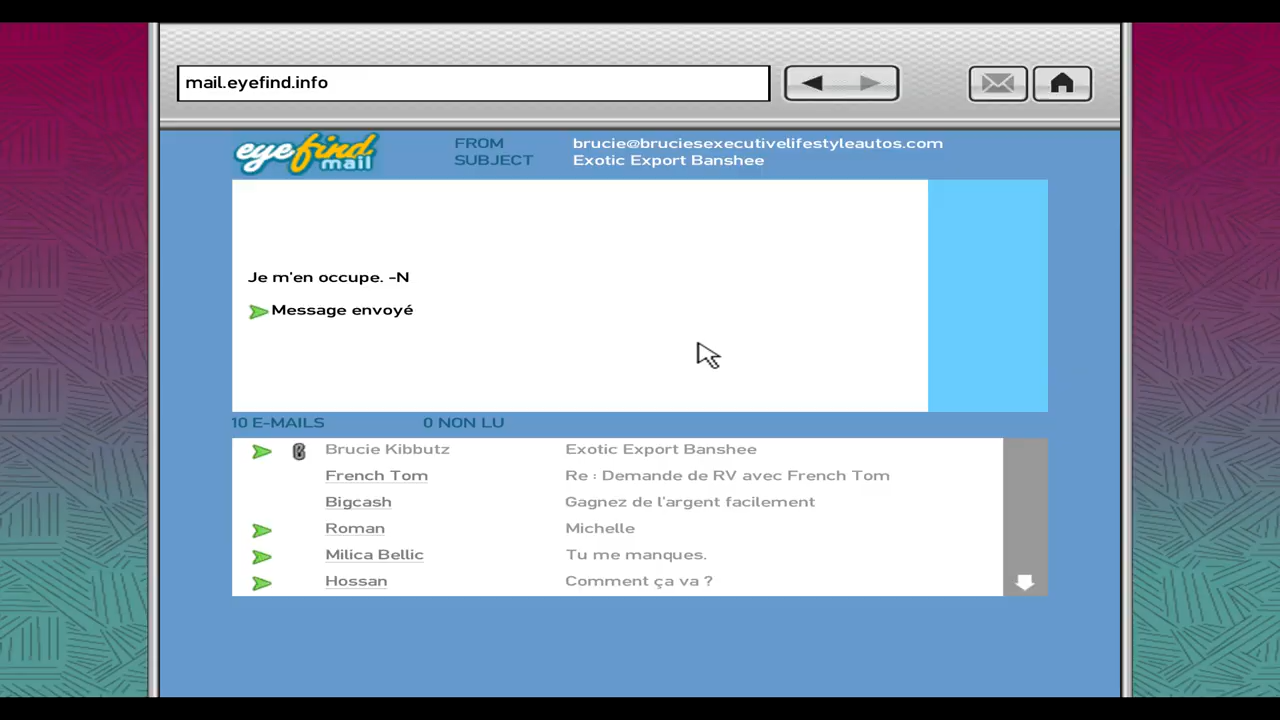 mail.eyefind.info
eyefind mail
FROM brucie@bruciesexecutivelifestyleautos.com
SUBJECT Exotic Export Banshee
Je m'en occupe. -N
Message envoyé
10 E-MAILS 0 NON LU
Brucie Kibbutz Exotic Export Banshee
French Tom Re : Demande de RV avec French Tom
Bigcash Gagnez de l'argent facilement
Roman Michelle
Milica Bellic Tu me manques.
Hossan Comment ça va ?